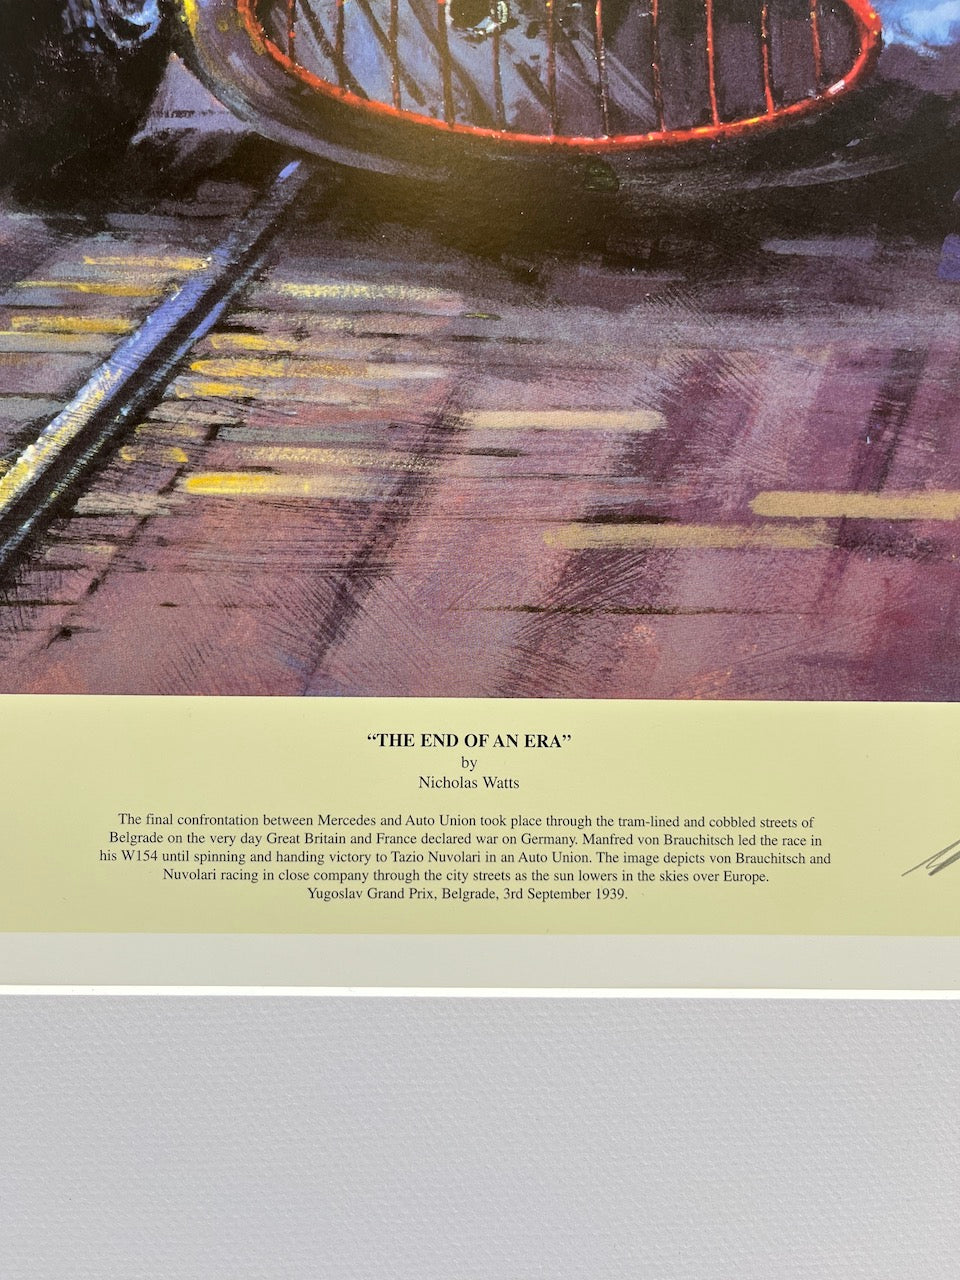 “THE END OF AN ERA”
by
Nicholas Watts
The final confrontation between Mercedes and Auto Union took place through the tram-lined and cobbled streets of
Belgrade on the very day Great Britain and France declared war on Germany. Manfred von Brauchitsch led the race in
his W154 until spinning and handing victory to Tazio Nuvolari in an Auto Union. The image depicts von Brauchitsch and
Nuvolari racing in close company through the city streets as the sun lowers in the skies over Europe.
Yugoslav Grand Prix, Belgrade, 3rd September 1939.